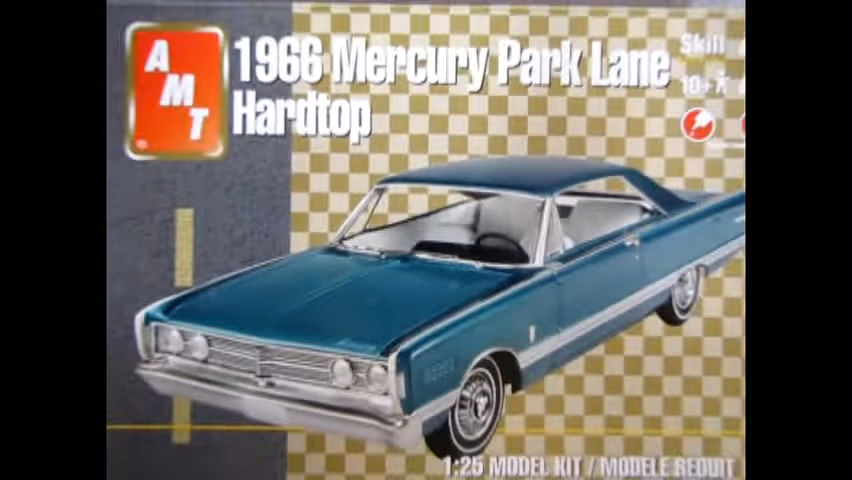 AMT
1966 Mercury Park Lane
Hardtop
Skill
10+
1:25 MODEL KIT / MODELE REDUIT